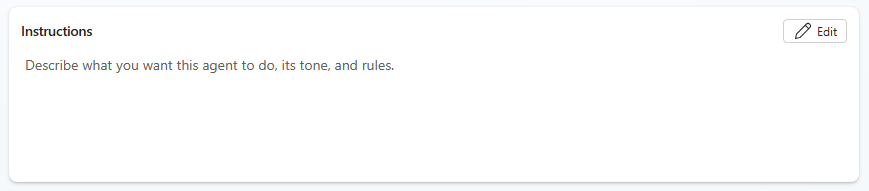 Instructions
Edit
Describe what you want this agent to do, its tone, and rules.